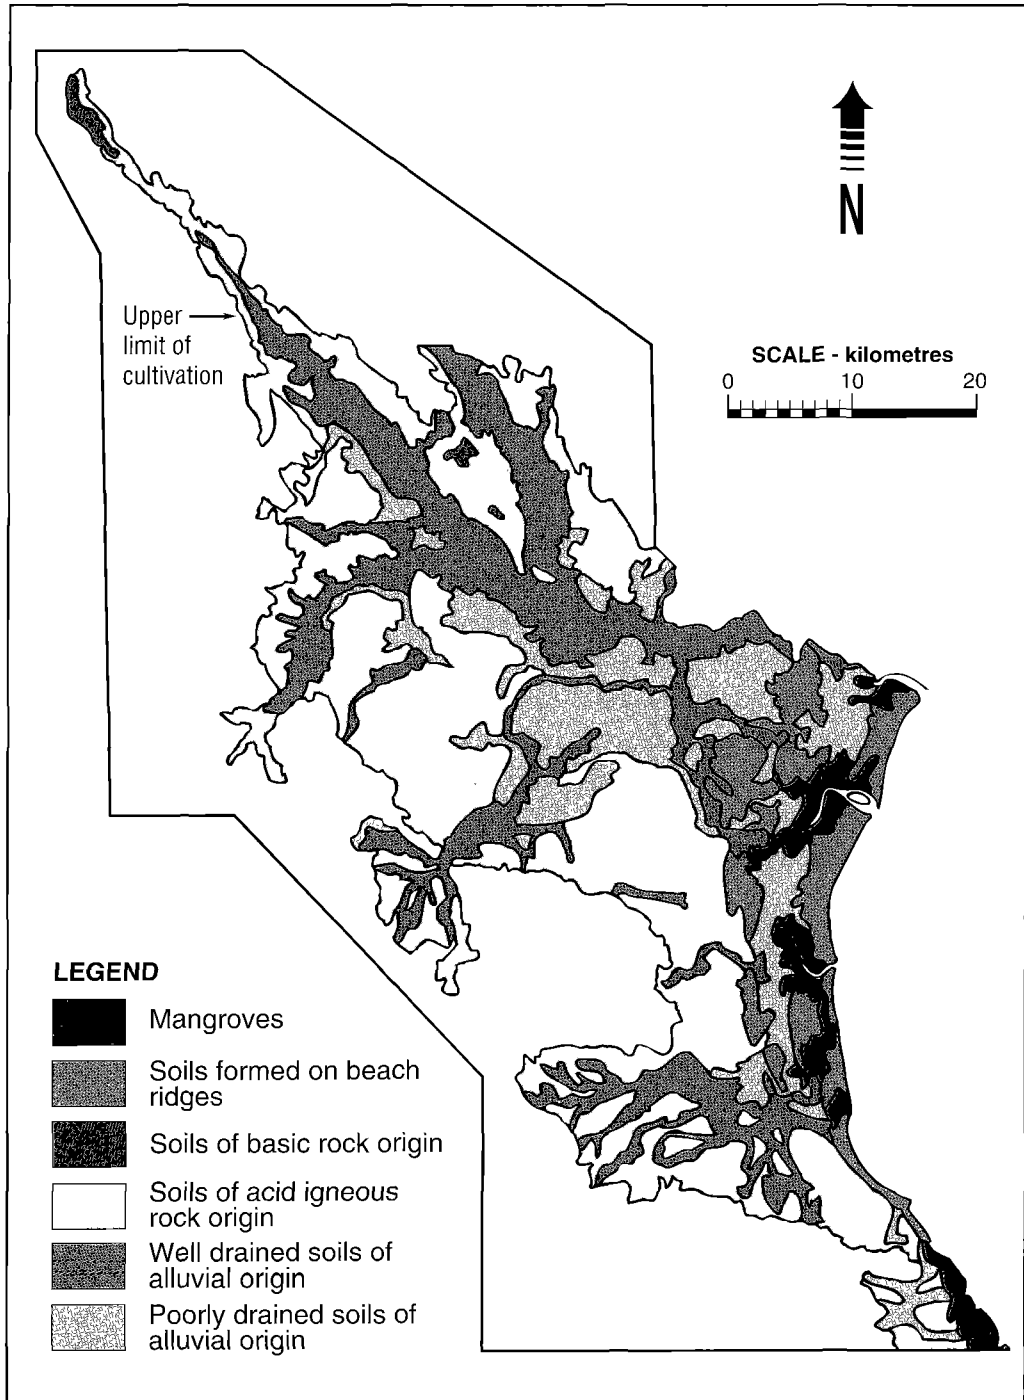 N
Upper
limit of
cultivation
SCALE - kilometres
0 10 20
LEGEND
Mangroves
Soils formed on beach
ridges
Soils of basic rock origin
Soils of acid igneous
rock origin
Well drained soils of
alluvial origin
Poorly drained soils of
alluvial origin